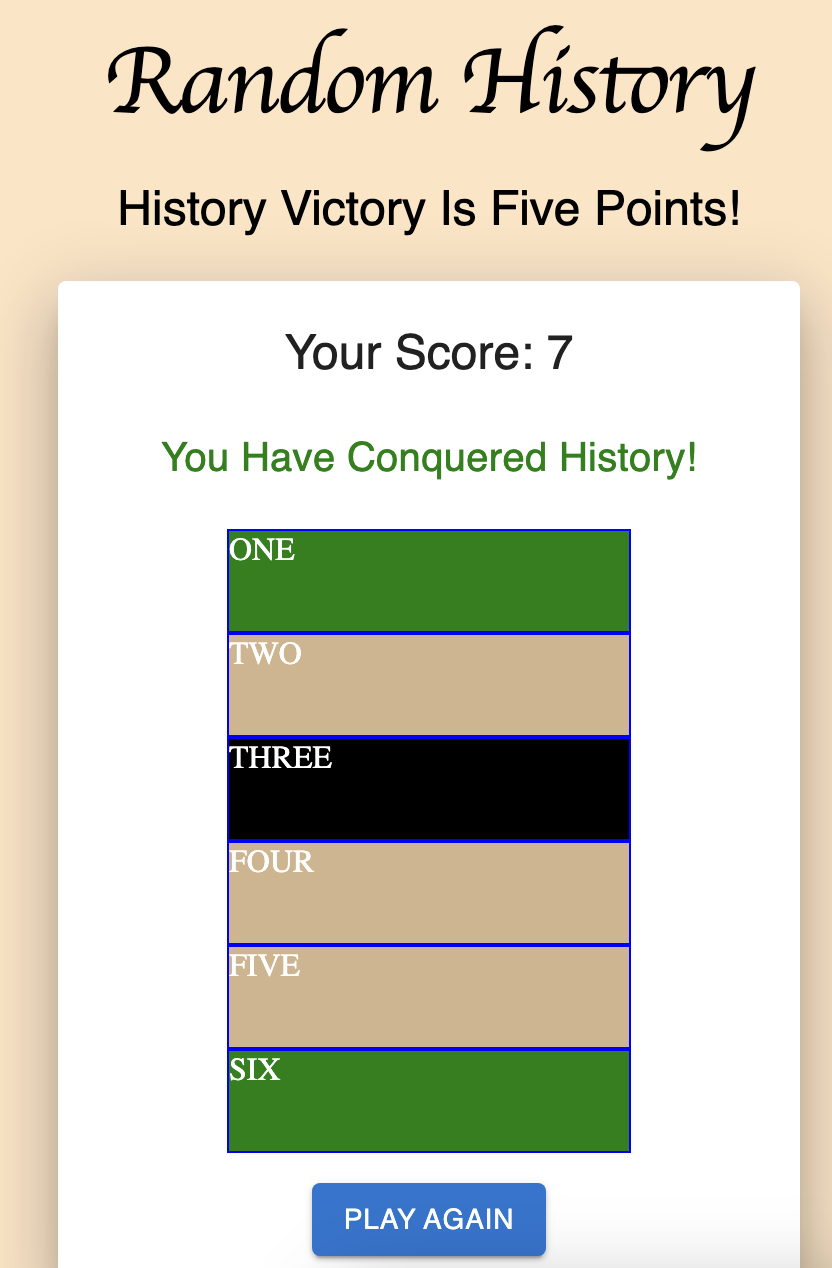 Random History
History Victory Is Five Points!
Your Score: 7
You Have Conquered History!
ONE
TWO
THREE
FOUR
FIVE
SIX
PLAY AGAIN